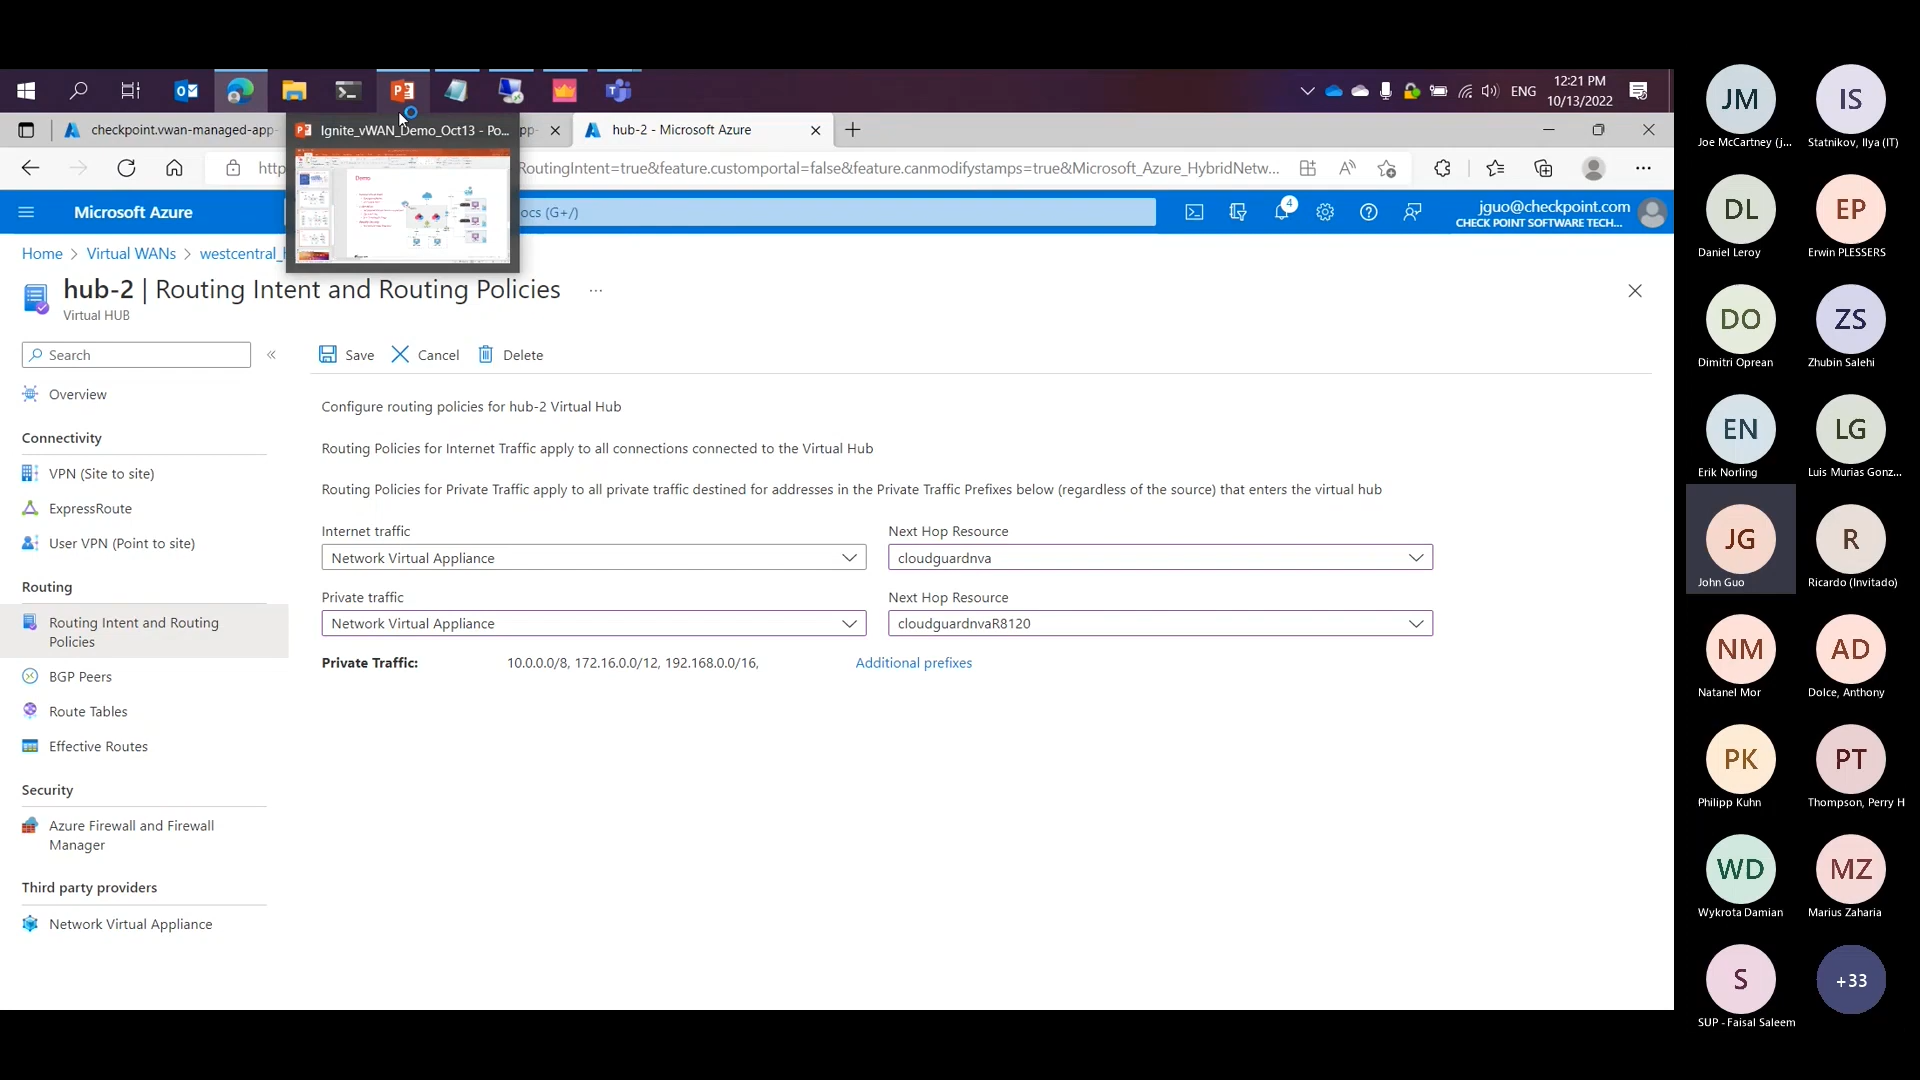 ENG
12:21 PM
10/13/2022
checkpoint.vwan-managed-app-
Ignite_vWAN_Demo_Oct13 - Po...
hub-2 - Microsoft Azure
http
RoutingIntent=true&feature.customportal=false&feature.canmodifystamps=true&Microsoft_Azure_HybridNetw...
Demo
Microsoft Azure
ocs (G+/)
4
jguo@checkpoint.com
CHECK POINT SOFTWARE TECH...
Home > Virtual WANs > westcentral_
hub-2 | Routing Intent and Routing Policies ...
Virtual HUB
Search
«
Save
Cancel
Delete
Overview
Connectivity
VPN (Site to site)
ExpressRoute
User VPN (Point to site)
Routing
Routing Intent and Routing
Policies
BGP Peers
Route Tables
Effective Routes
Security
Azure Firewall and Firewall
Manager
Third party providers
Network Virtual Appliance
Configure routing policies for hub-2 Virtual Hub
Routing Policies for Internet Traffic apply to all connections connected to the Virtual Hub
Routing Policies for Private Traffic apply to all private traffic destined for addresses in the Private Traffic Prefixes below (regardless of the source) that enters the virtual hub
Internet traffic
Next Hop Resource
Network Virtual Appliance
cloudguardnva
Private traffic
Next Hop Resource
Network Virtual Appliance
cloudguardnvaR8120
Private Traffic: 10.0.0.0/8, 172.16.0.0/12, 192.168.0.0/16, Additional prefixes
JM
Joe McCartney (j...
IS
Statnikov, Ilya (IT)
DL
Daniel Leroy
EP
Erwin PLESSERS
DO
Dimitri Oprean
ZS
Zhubin Salehi
EN
Erik Norling
LG
Luis Murias Gonz...
JG
John Guo
R
Ricardo (Invitado)
NM
Natanel Mor
AD
Dolce, Anthony
PK
Philipp Kuhn
PT
Thompson, Perry H
WD
Wykrota Damian
MZ
Marius Zaharia
S
SUP - Faisal Saleem
+33